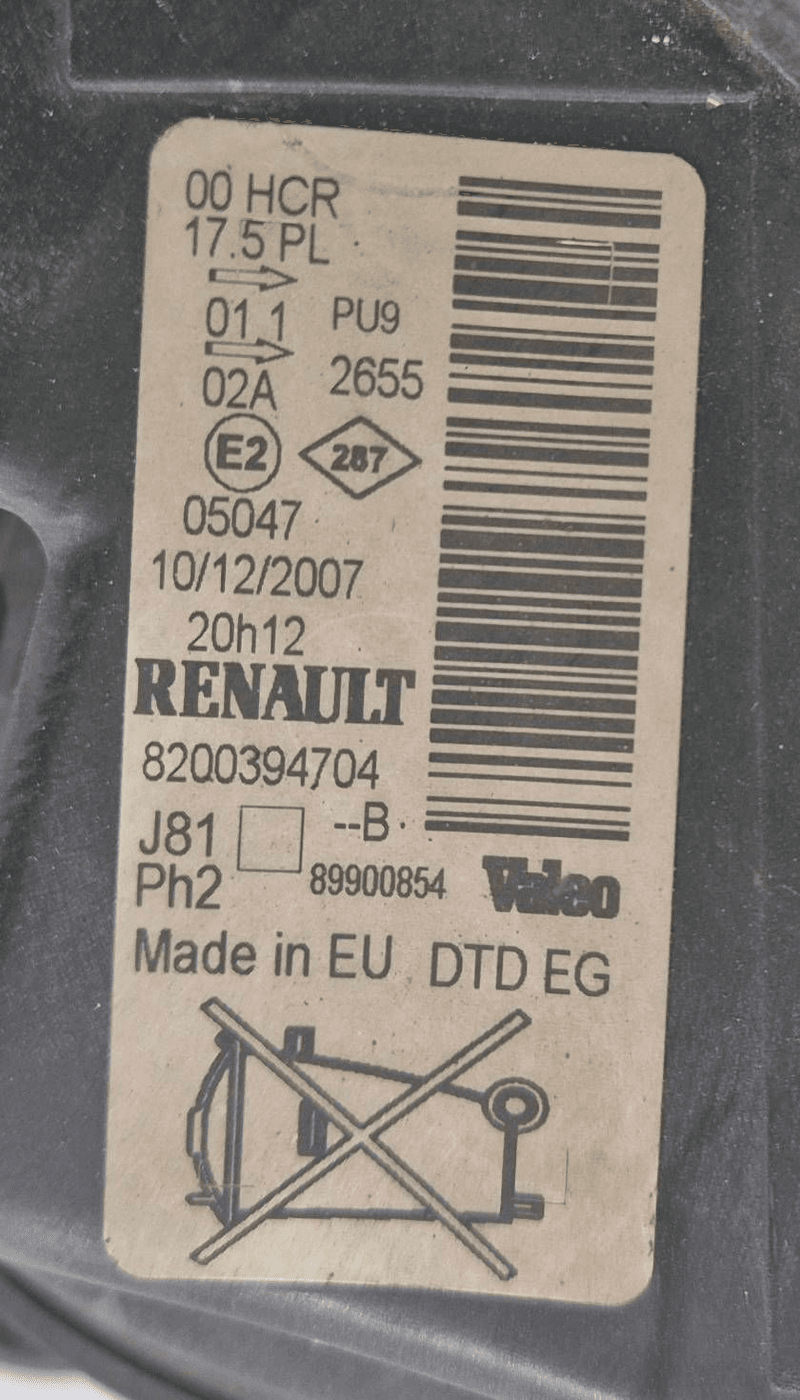 00 HCR
17.5 PL
01 1 PU9
02A 2655
E2 287
05047
10/12/2007
20h12
RENAULT
8200394704
J81 --B
Ph2 89900854 Valeo
Made in EU DTD EG